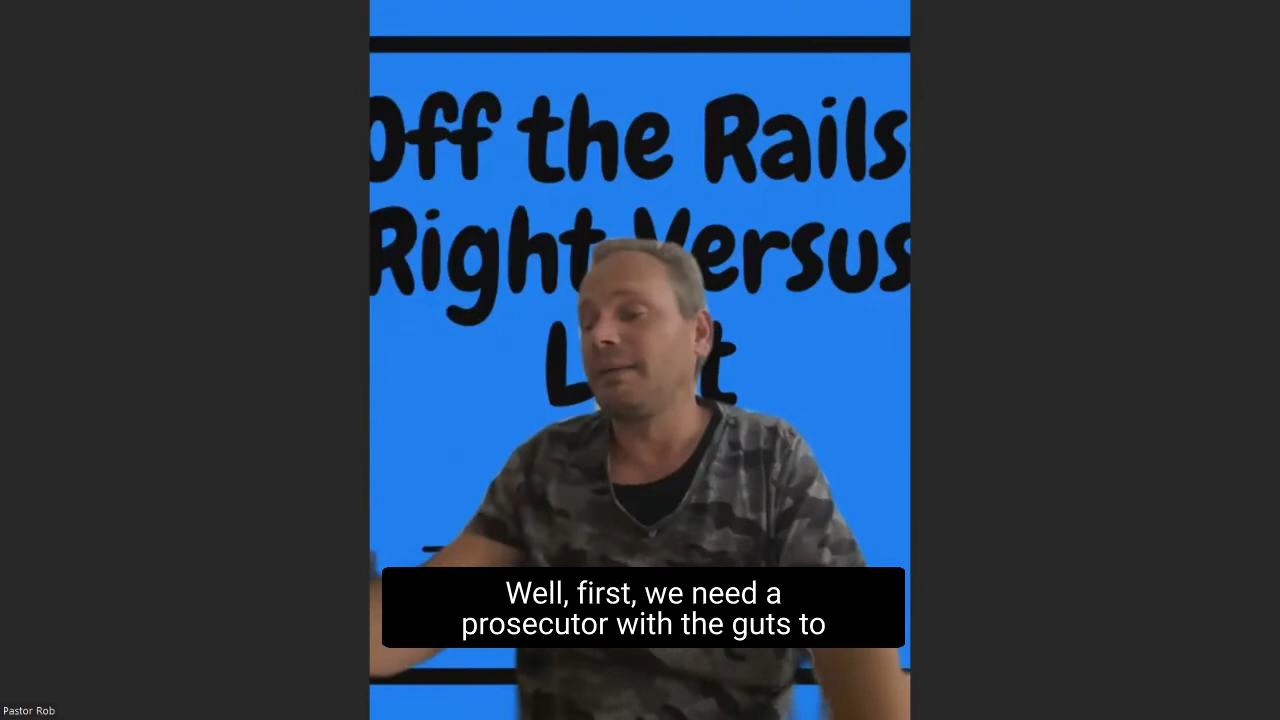 Off the Rails
Right Versus
Well, first, we need a
prosecutor with the guts to
Pastor Rob